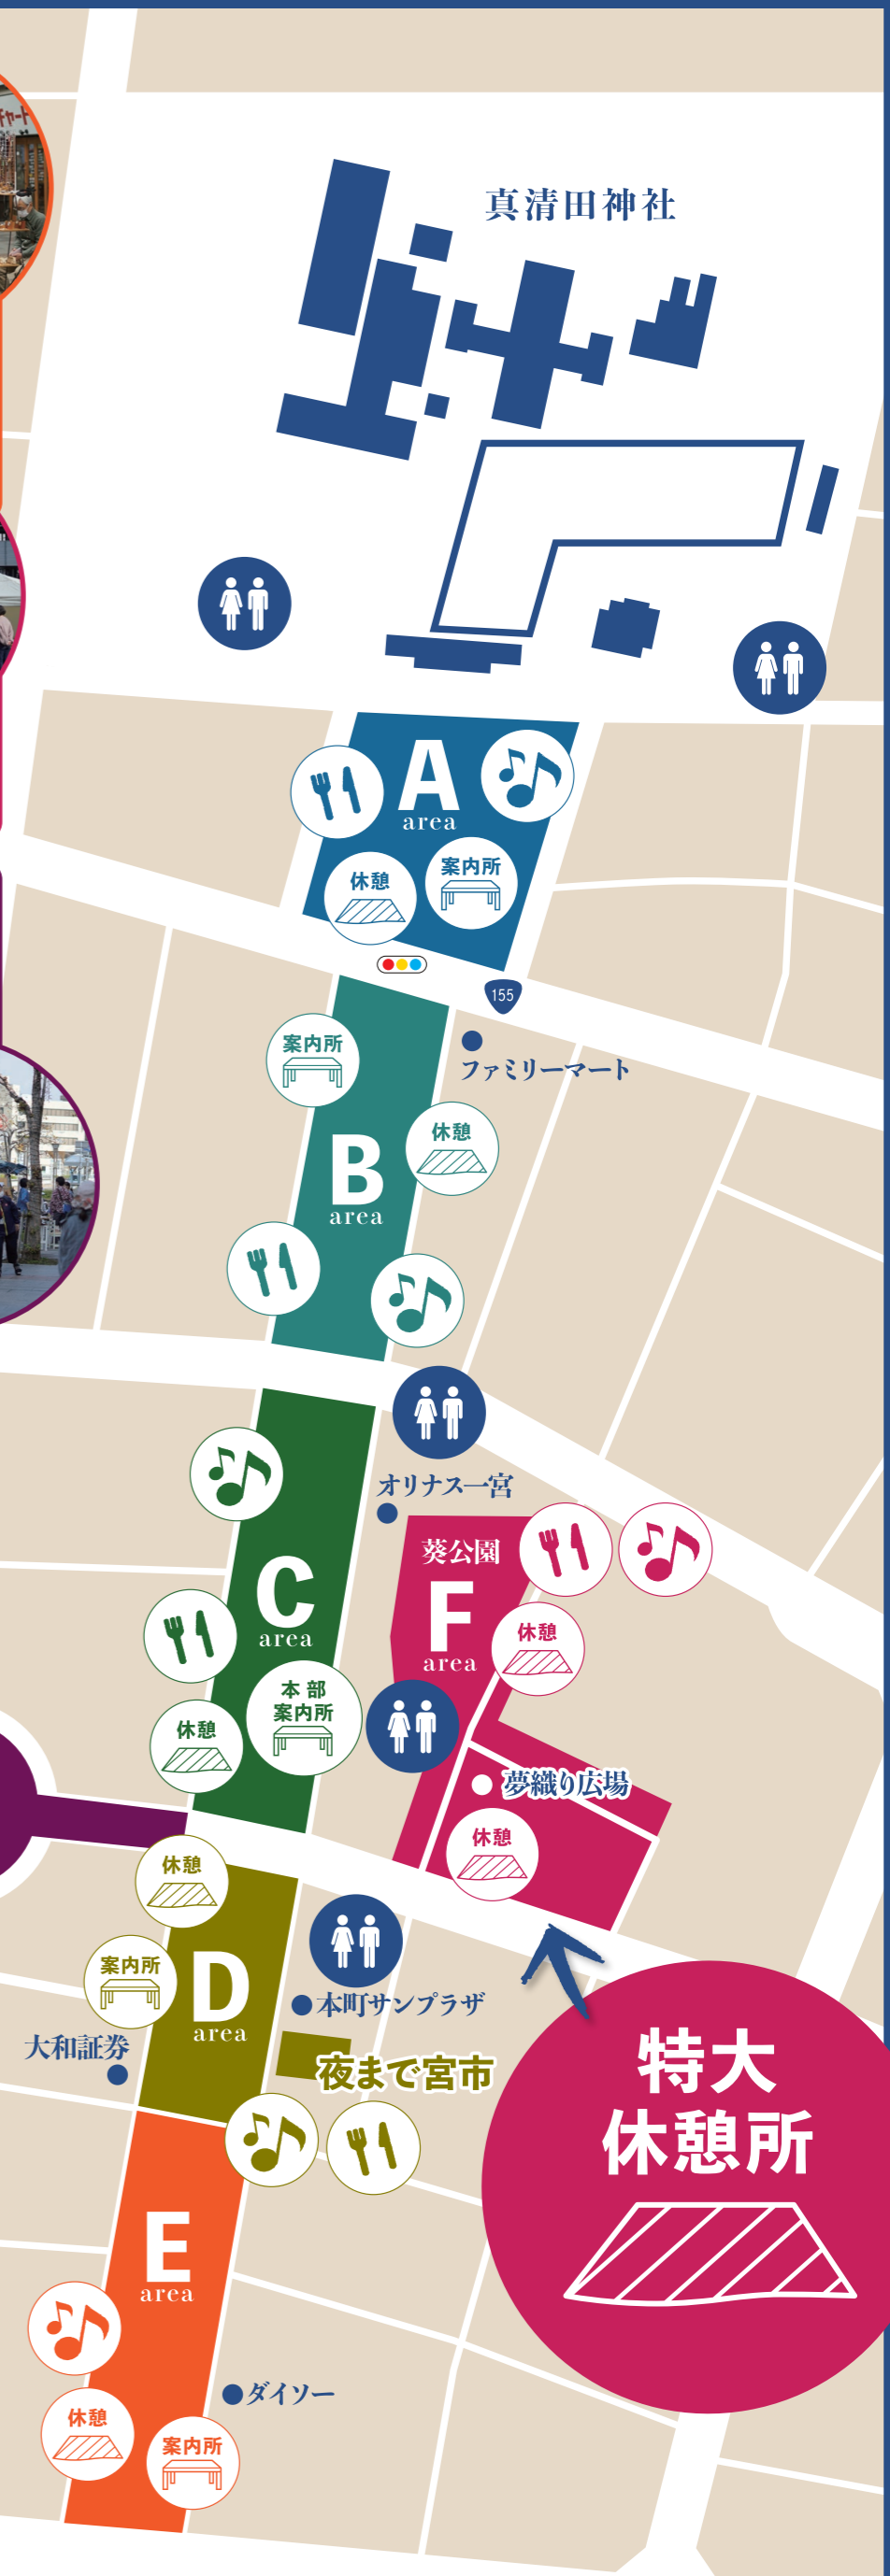 チャート
真清田神社
A
area
休憩
案内所
155
ファミリーマート
案内所
休憩
B
area
オリナス一宮
葵公園
F
area
休憩
C
area
本部
案内所
休憩
夢織り広場
休憩
休憩
案内所
D
area
本町サンプラザ
大和証券
夜まで宮市
特大
休憩所
E
area
ダイソー
休憩
案内所